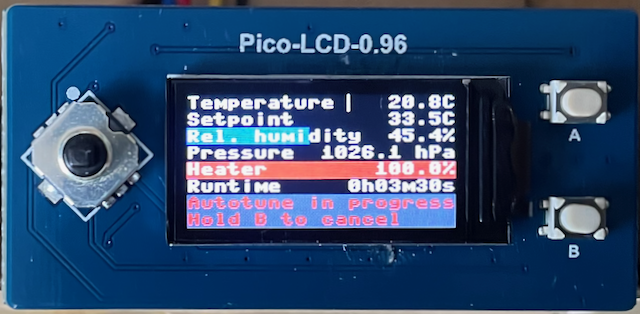 Pico-LCD-0.96
Temperature | 20.8C
Setpoint 33.5C
Rel. humidity 45.4%
Pressure 1026.1 hPa
Heater 100.0%
Runtime 0h03m30s
Autotune in progress
Hold B to cancel
A
B